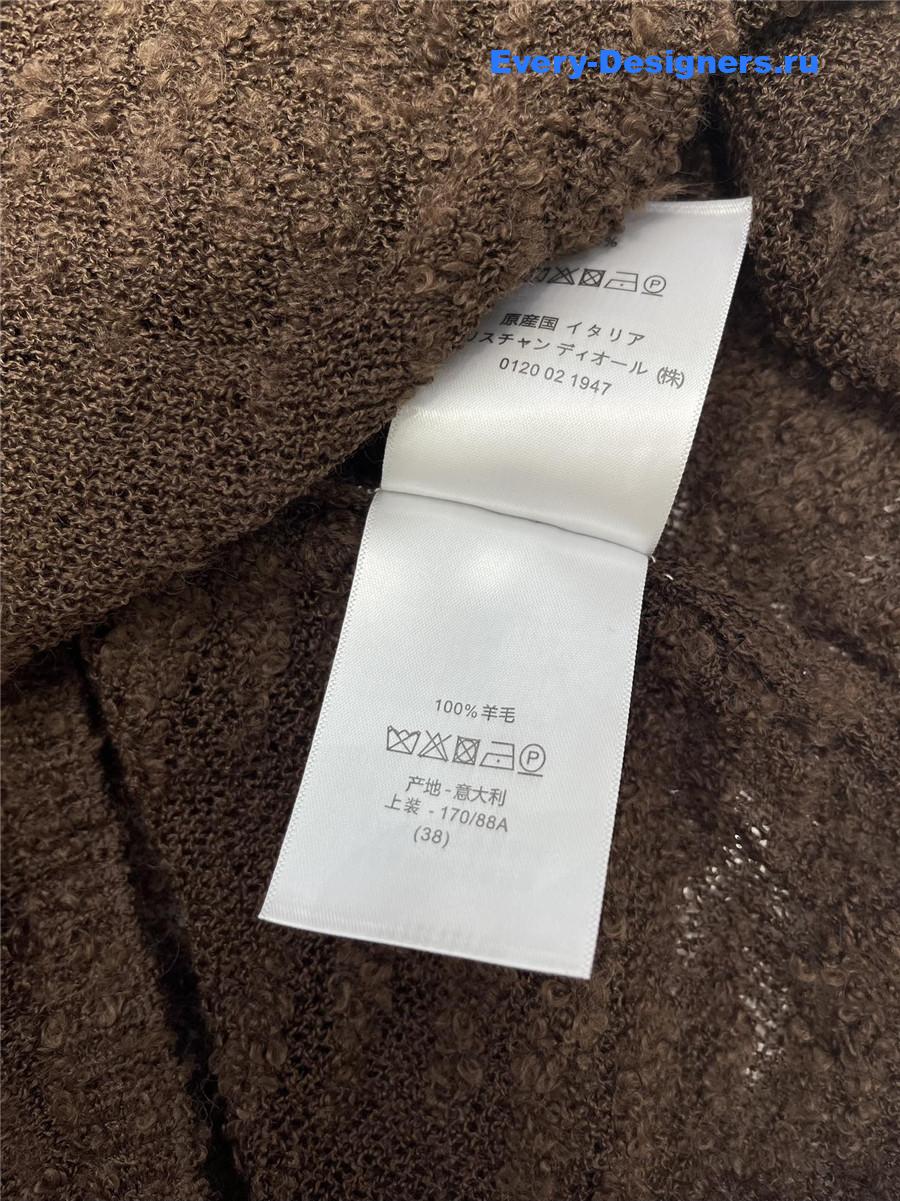 Every-Designers.ru
%
原産国 イタリア
リスチャン ディオール (株)
0120 02 1947
100% 羊毛
P
产地 - 意大利
上装 - 170/88A
(38)